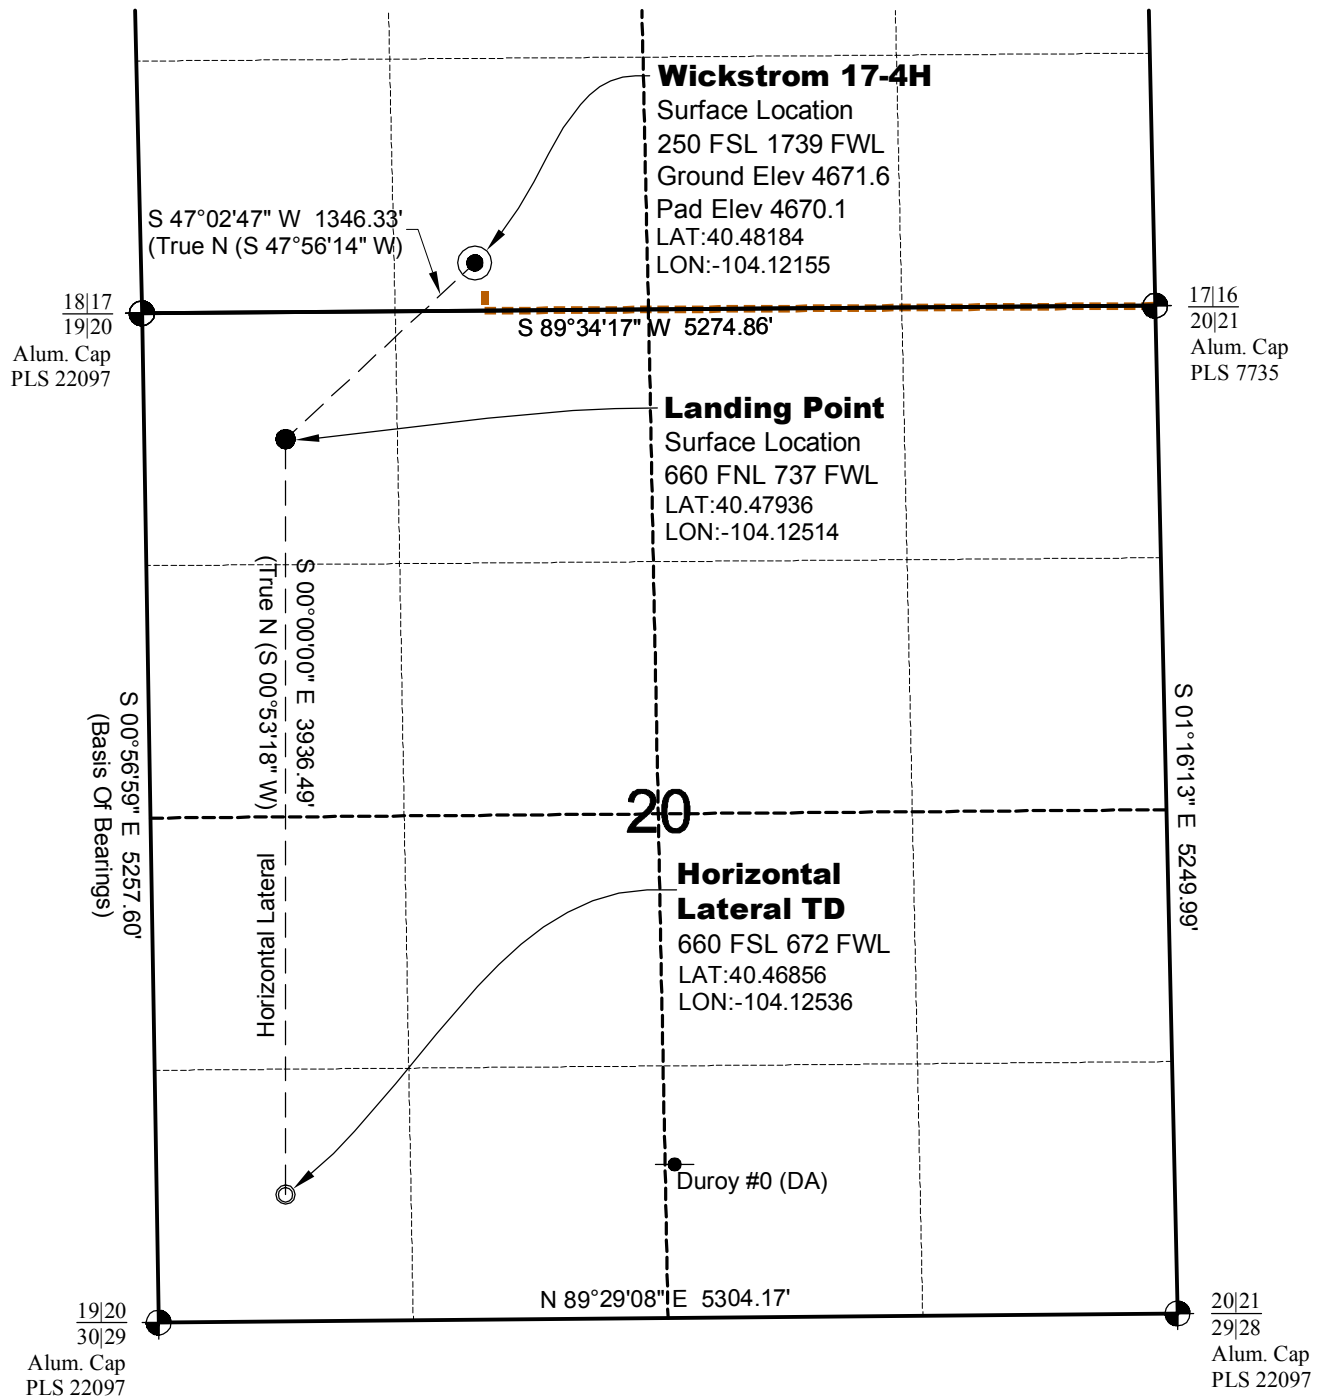 Wickstrom 17-4H
Surface Location
250 FSL 1739 FWL
Ground Elev 4671.6
Pad Elev 4670.1
LAT:40.48184
LON:-104.12155
S 47°02'47" W 1346.33'
(True N (S 47°56'14" W)
18|17
19|20
Alum. Cap
PLS 22097
17|16
20|21
Alum. Cap
PLS 7735
S 89°34'17" W 5274.86'
Landing Point
Surface Location
660 FNL 737 FWL
LAT:40.47936
LON:-104.12514
S 00°00'00" E 3936.49'
(True N (S 00°53'18" W)
Horizontal Lateral
S 00°56'59" E 5257.60'
(Basis Of Bearings)
S 01°16'13" E 5249.99'
20
Horizontal
Lateral TD
660 FSL 672 FWL
LAT:40.46856
LON:-104.12536
Duroy #0 (DA)
N 89°29'08" E 5304.17'
19|20
30|29
Alum. Cap
PLS 22097
20|21
29|28
Alum. Cap
PLS 22097